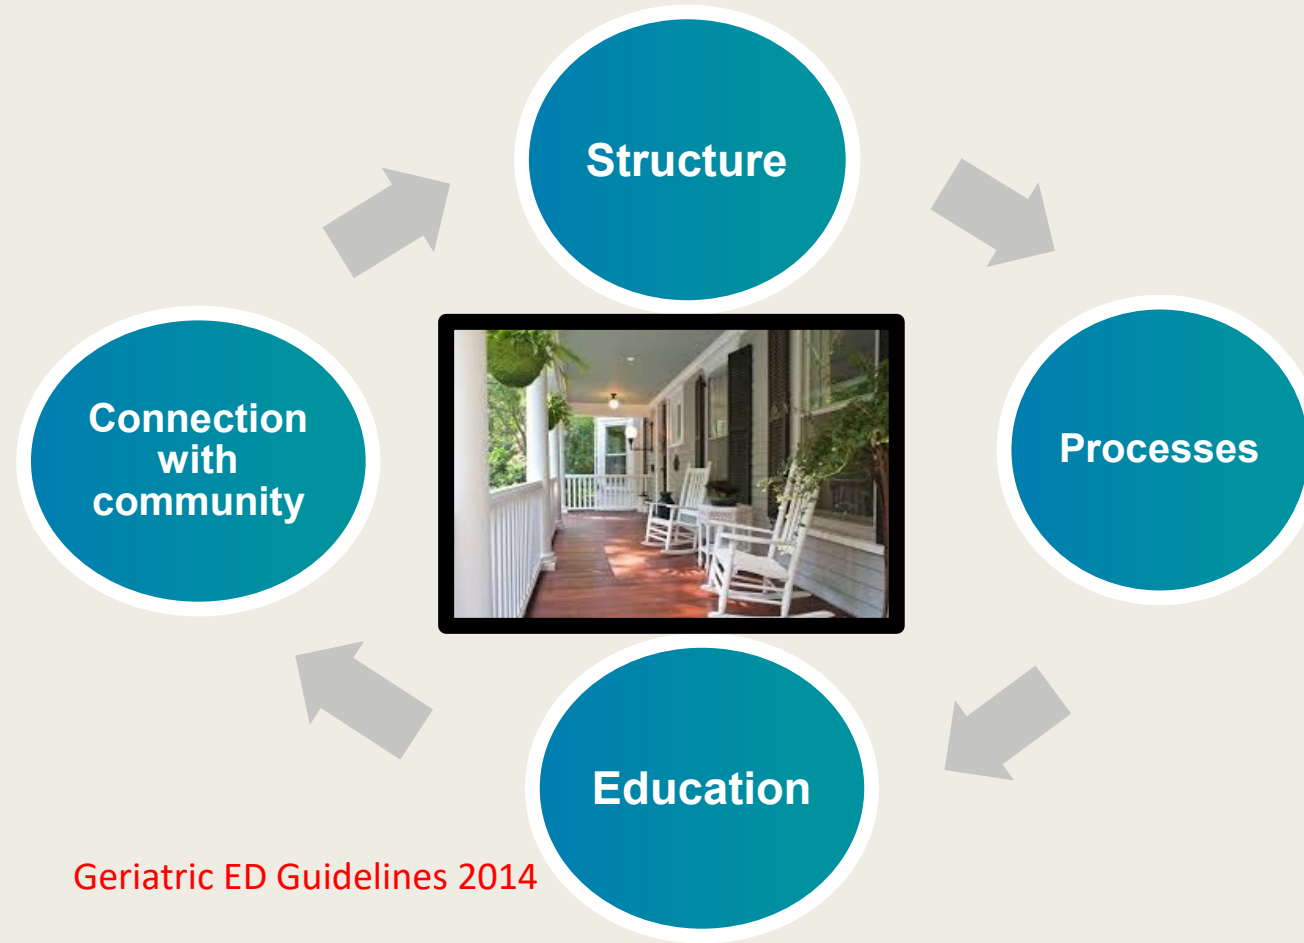 Structure
Processes
Education
Connection
with
community
Geriatric ED Guidelines 2014